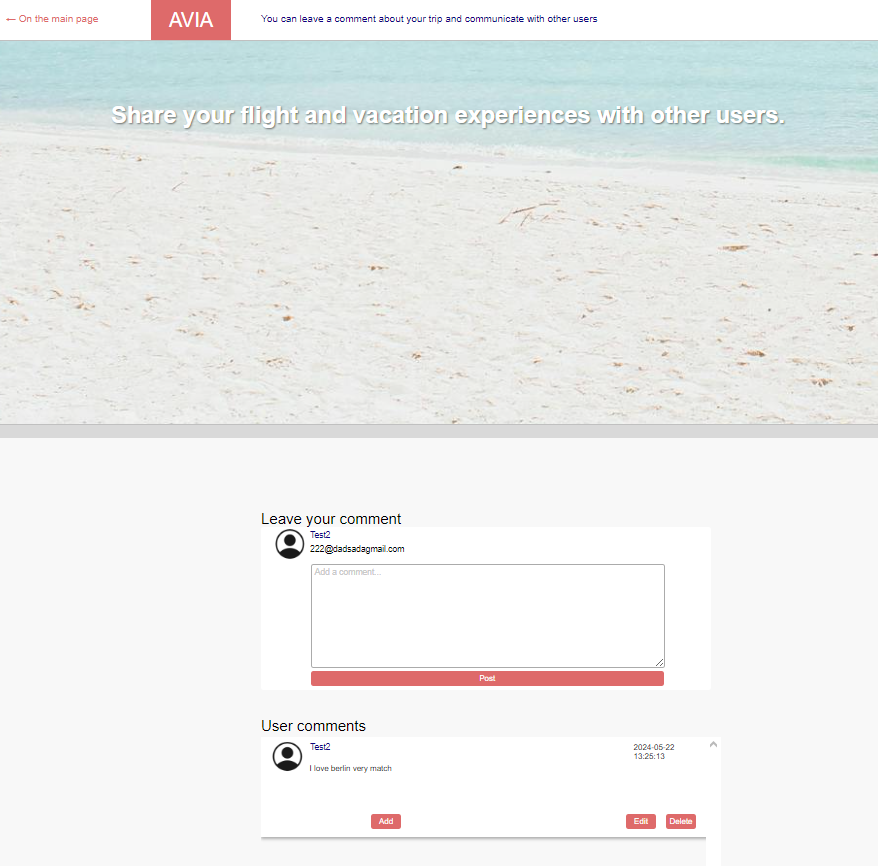 ← On the main page
AVIA
You can leave a comment about your trip and communicate with other users
Share your flight and vacation experiences with other users.
Leave your comment
Test2
222@dadsadagmail.com
Add a comment...
Post
User comments
Test2
2024-05-22
13:25:13
I love berlin very match
Add
Edit
Delete